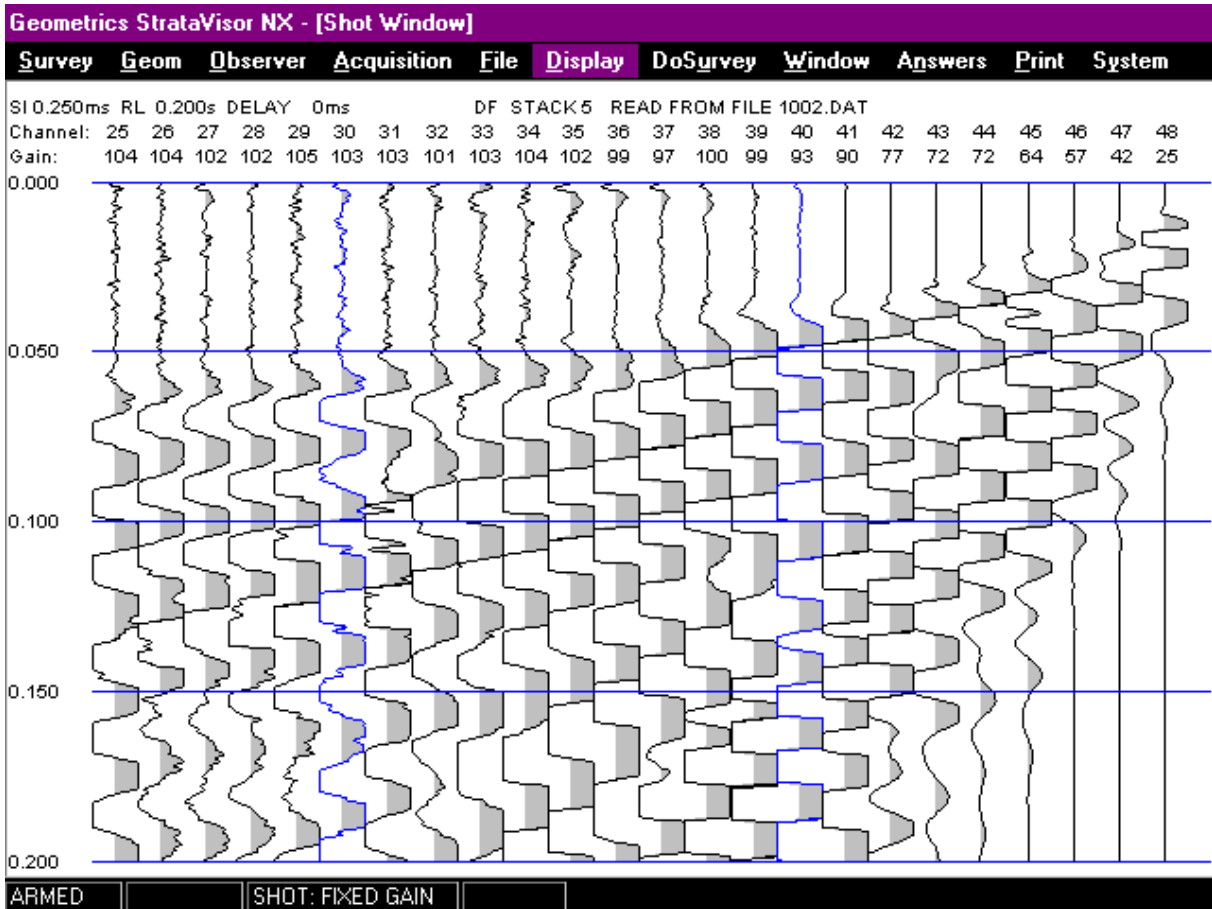 Geometrics StrataVisor NX - [Shot Window]
Survey Geom Observer Acquisition File Display DoSurvey Window Answers Print System
SI 0.250ms RL 0.200s DELAY 0ms DF STACK 5 READ FROM FILE 1002.DAT
Channel: 25 26 27 28 29 30 31 32 33 34 35 36 37 38 39 40 41 42 43 44 45 46 47 48
Gain: 104 104 102 102 105 103 103 101 103 104 102 99 97 100 99 93 90 77 72 72 64 57 42 25
0.000
0.050
0.100
0.150
0.200
ARMED SHOT: FIXED GAIN